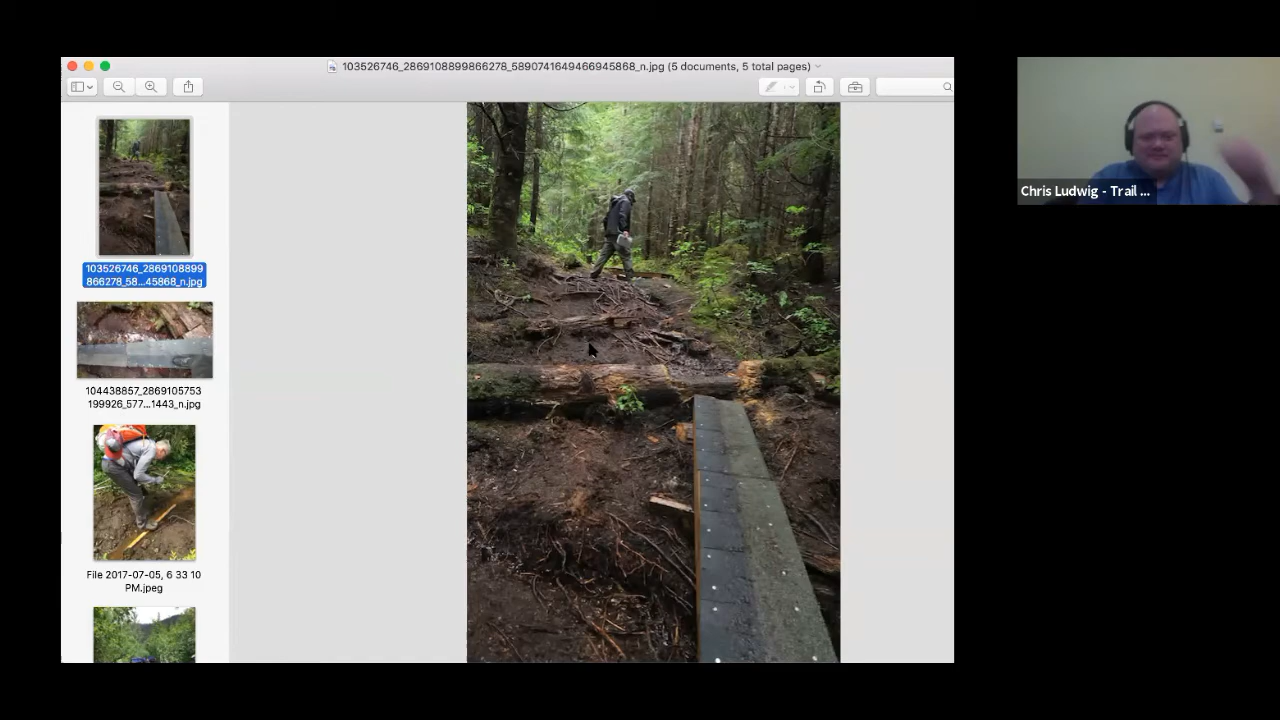 103526746_2869108899866278_5890741649466945868_n.jpg (5 documents, 5 total pages)
Chris Ludwig - Trail ...
103526746_2869108899
866278_58...45868_n.jpg
104438857_2869105753
199926_577...1443_n.jpg
File 2017-07-05, 6 33 10
PM.jpeg